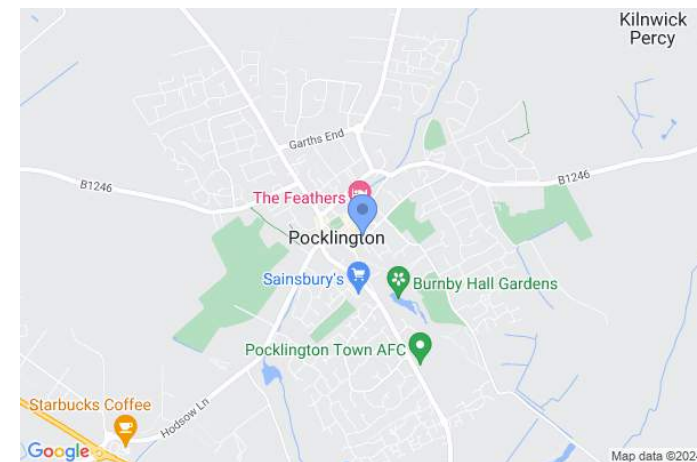 Kilnwick
Percy
Garths End
B1246
B1246
The Feathers
Pocklington
Sainsbury's
Burnby Hall Gardens
Pocklington Town AFC
Starbucks Coffee
Hodsow Ln
Google
Map data ©202